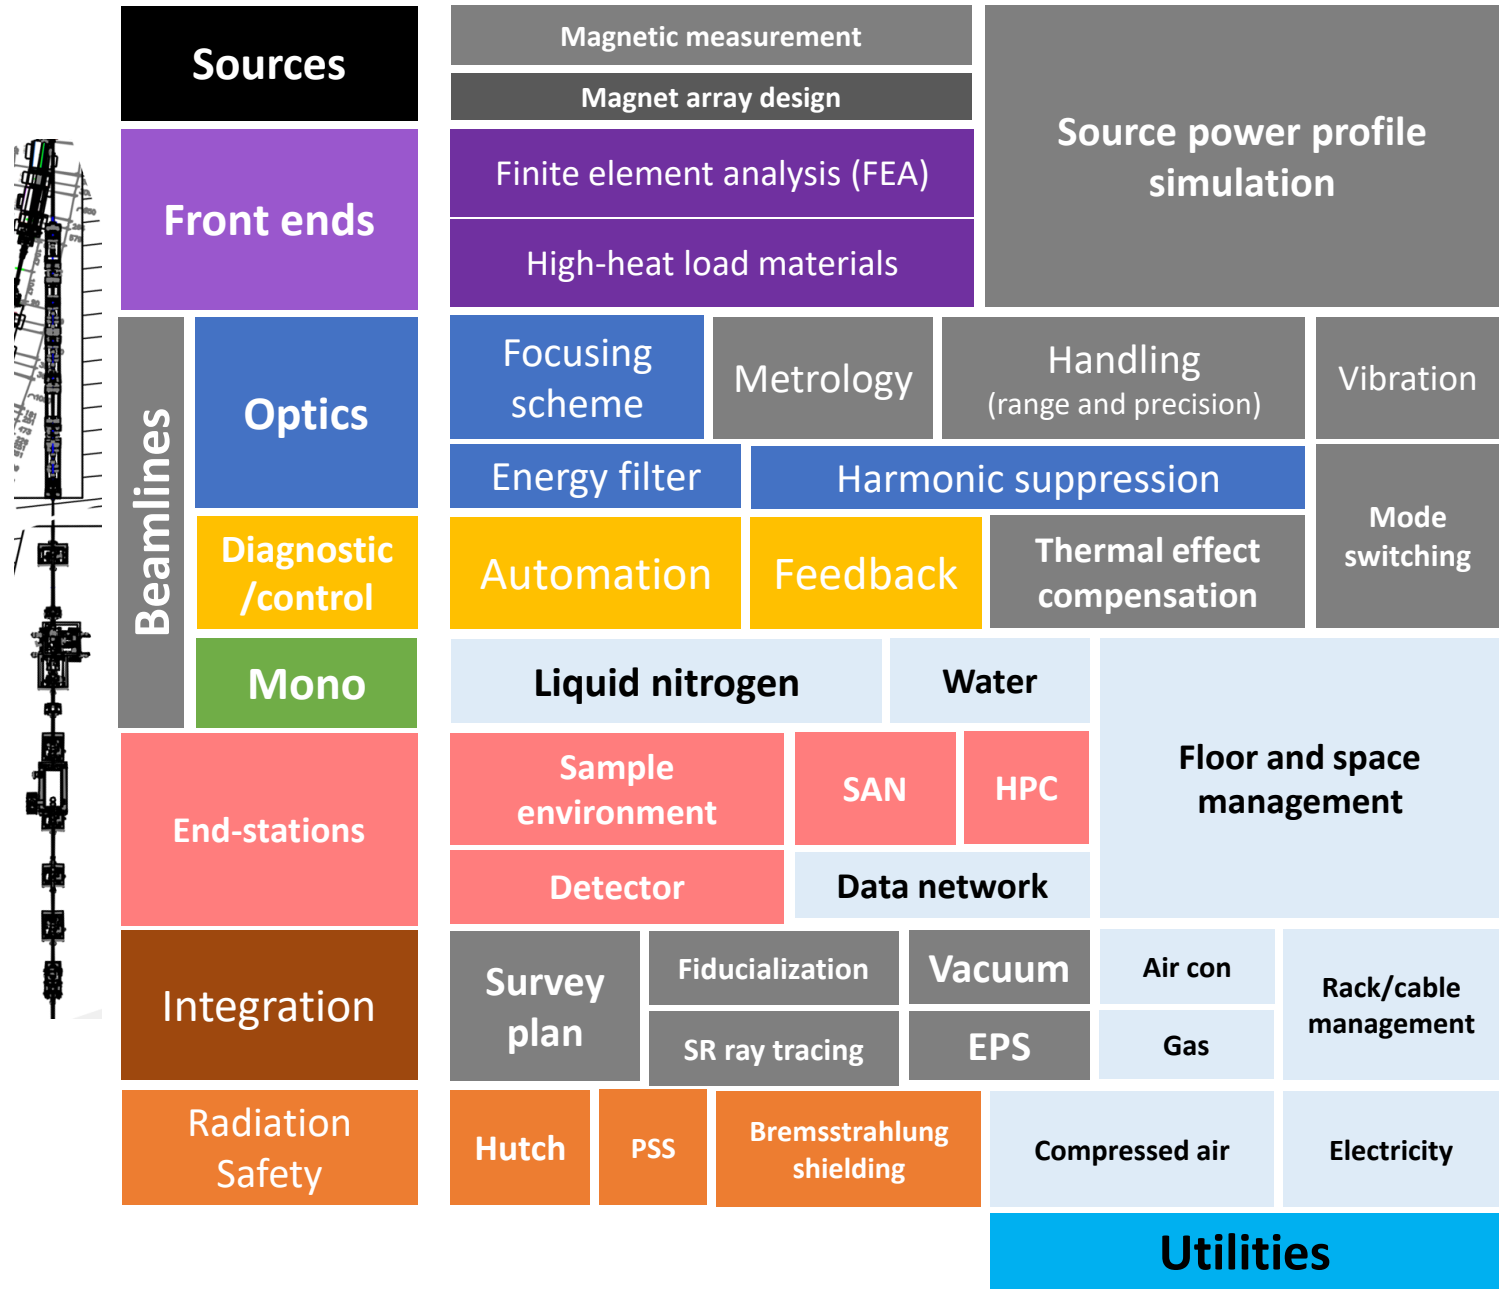 Sources
Magnetic measurement
Magnet array design
Source power profile
simulation
Front ends
Finite element analysis (FEA)
High-heat load materials
Beamlines
Optics
Focusing
scheme
Metrology
Handling
(range and precision)
Vibration
Energy filter
Harmonic suppression
Mode
switching
Diagnostic
/control
Automation
Feedback
Thermal effect
compensation
Mono
Liquid nitrogen
Water
Floor and space
management
End-stations
Sample
environment
SAN
HPC
Detector
Data network
Integration
Survey
plan
Fiducialization
Vacuum
Air con
Rack/cable
management
SR ray tracing
EPS
Gas
Radiation
Safety
Hutch
PSS
Bremsstrahlung
shielding
Compressed air
Electricity
Utilities